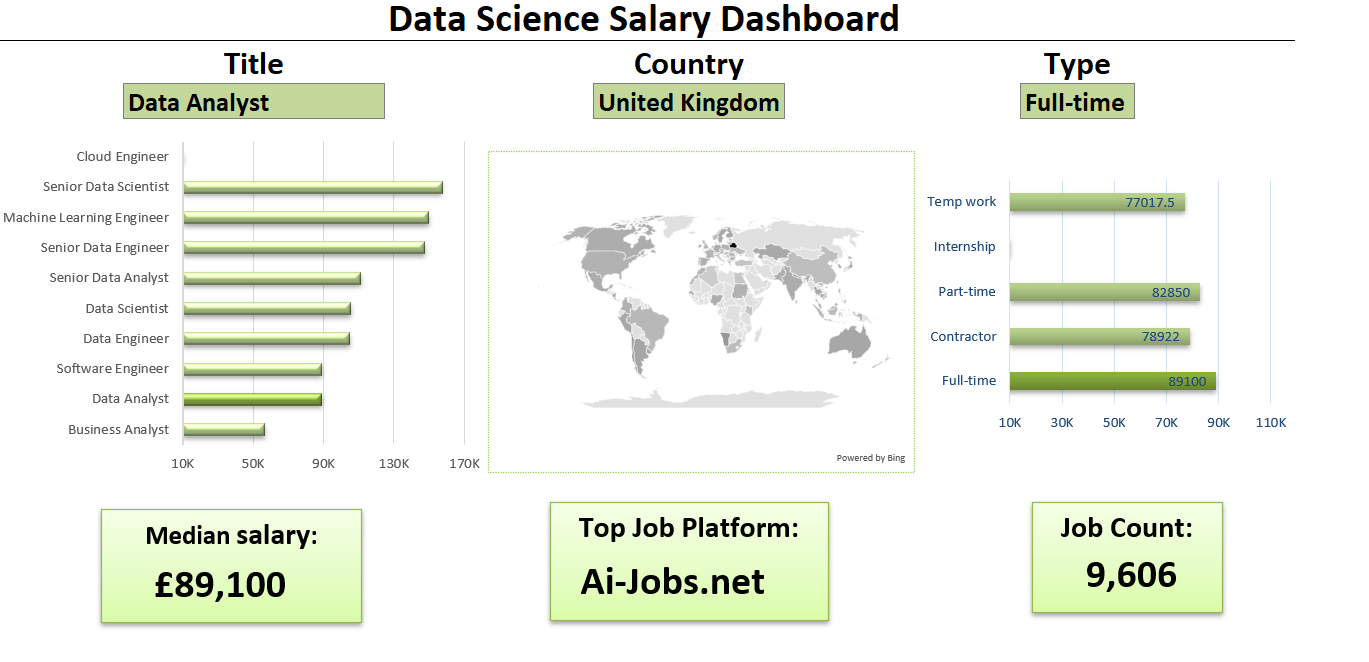 Data Science Salary Dashboard
Title
Country
Type
Data Analyst
United Kingdom
Full-time
Cloud Engineer
Senior Data Scientist
Machine Learning Engineer
Senior Data Engineer
Senior Data Analyst
Data Scientist
Data Engineer
Software Engineer
Data Analyst
Business Analyst
10K 50K 90K 130K 170K
Powered by Bing
Temp work 77017.5
Internship
Part-time 82850
Contractor 78922
Full-time 89100
10K 30K 50K 70K 90K 110K
Median salary:
£89,100
Top Job Platform:
Ai-Jobs.net
Job Count:
9,606